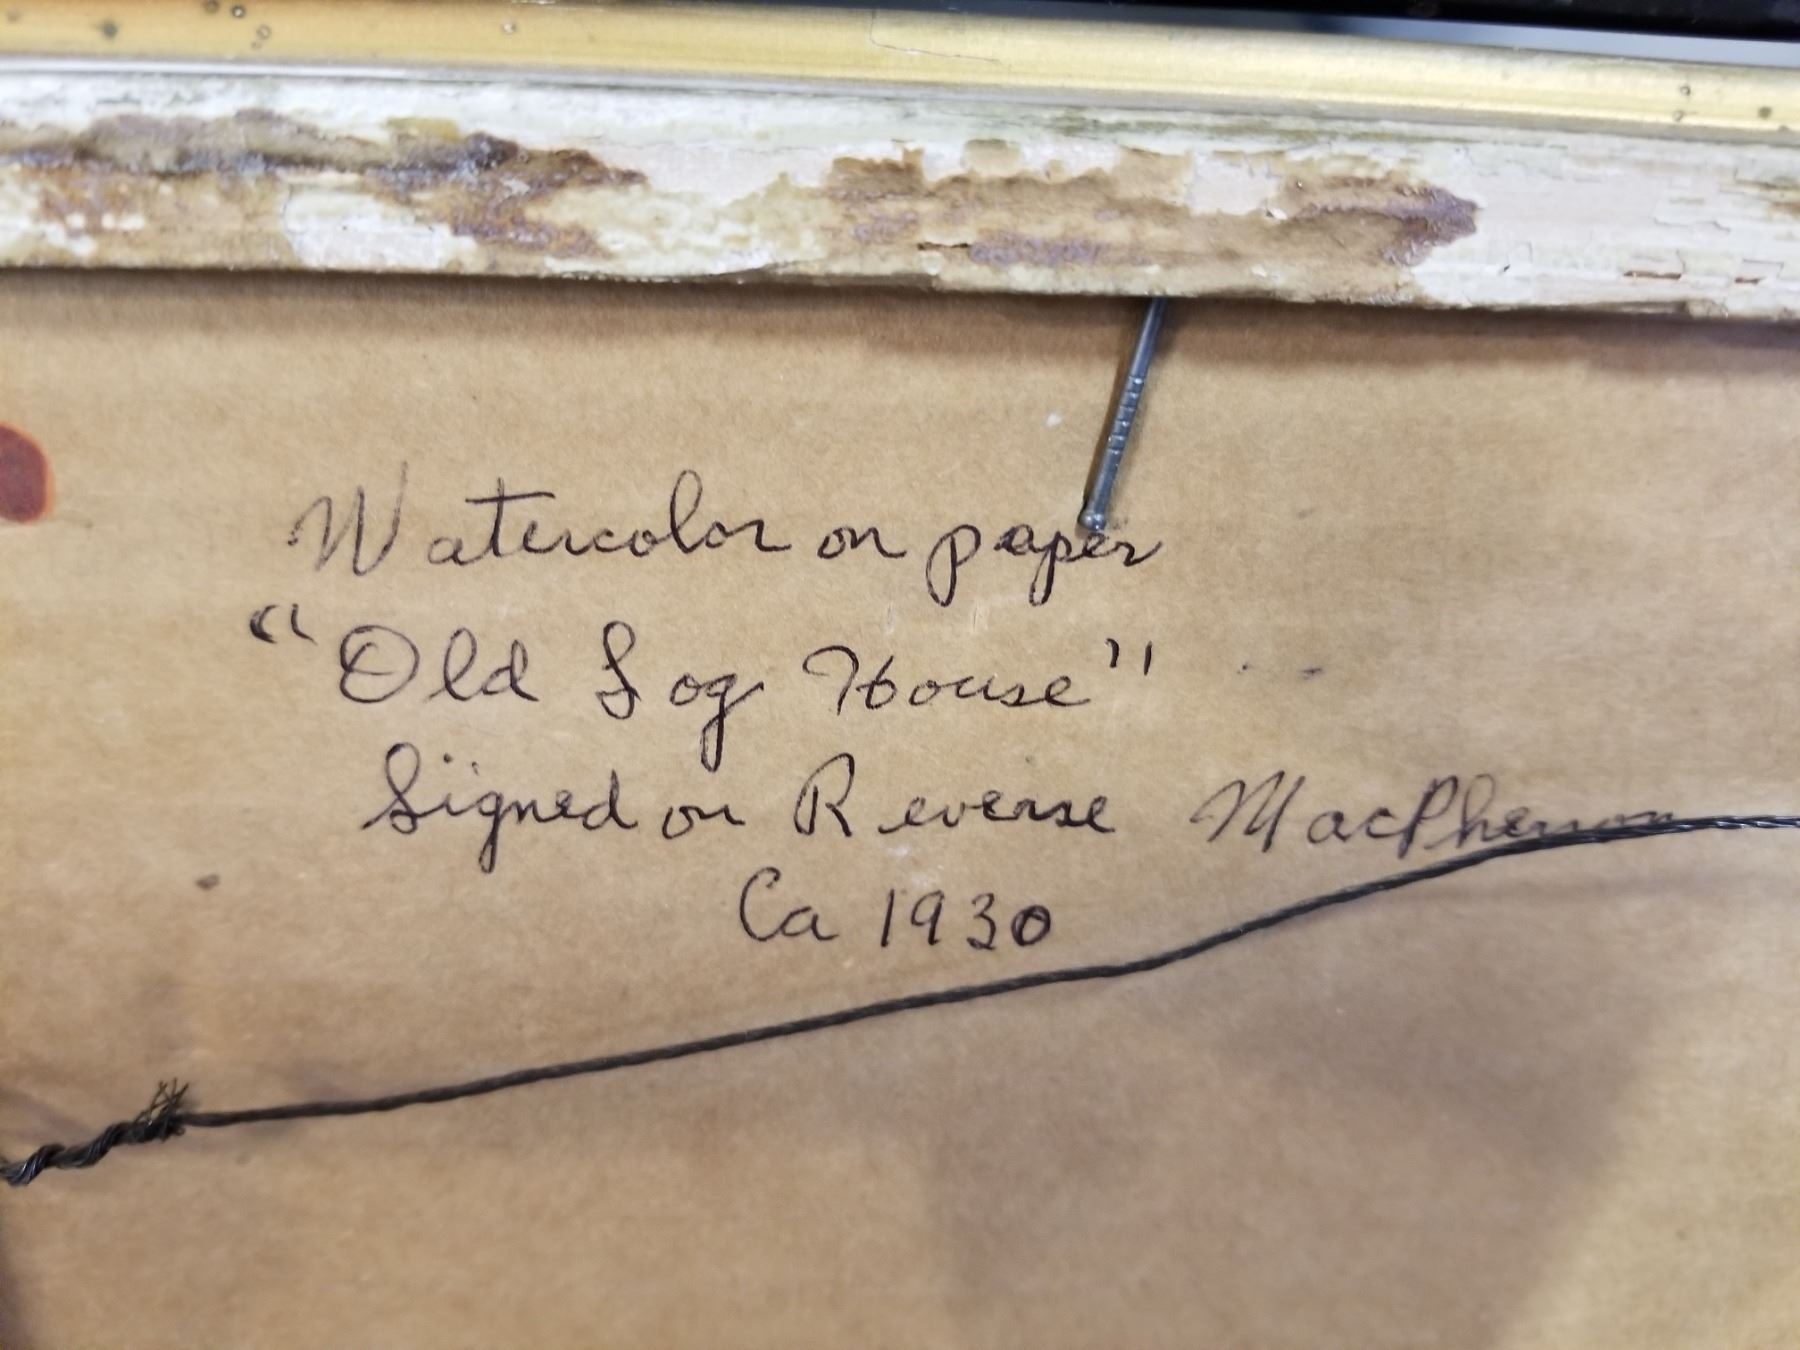 Watercolor on paper
"Old Log House"
Signed on Reverse MacPherson
Ca 1930